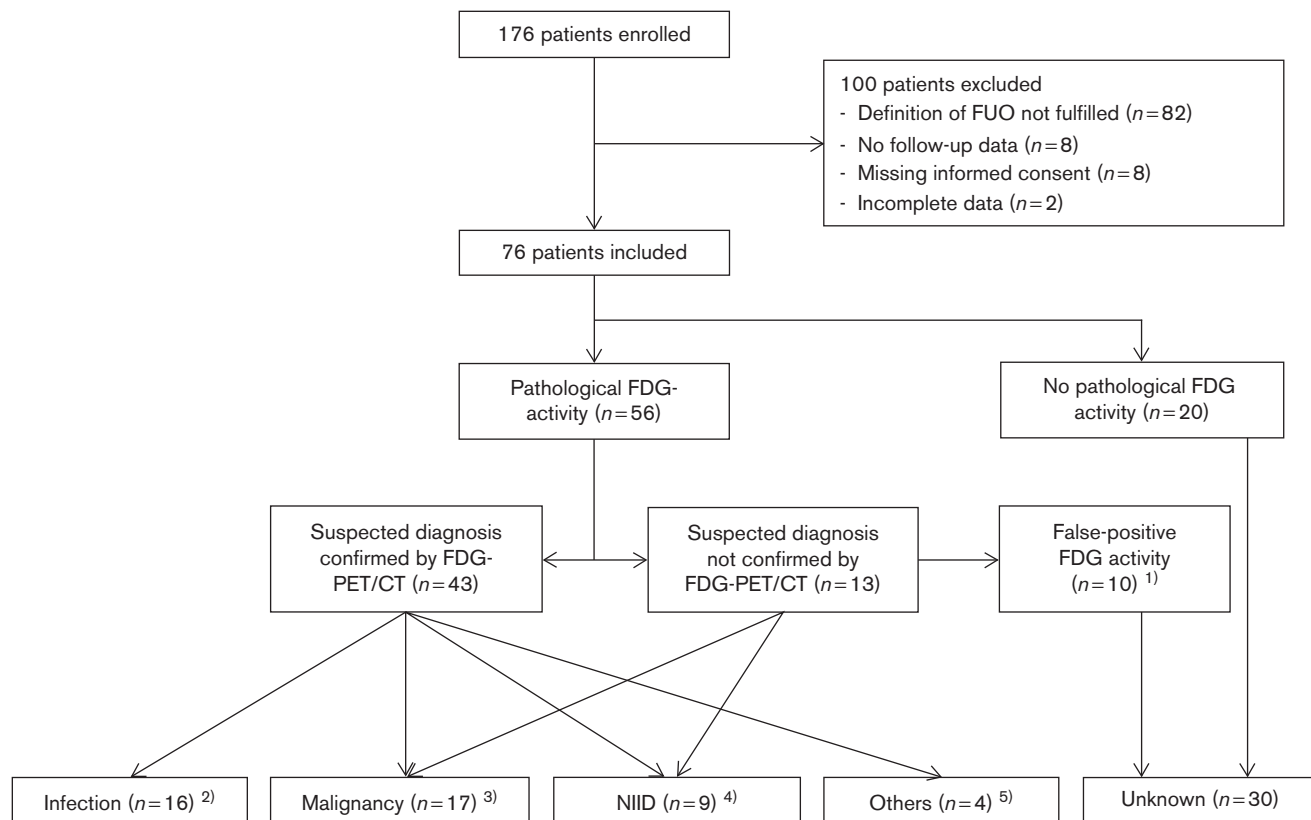 176 patients enrolled
100 patients excluded
- Definition of FUO not fulfilled (n=82)
- No follow-up data (n=8)
- Missing informed consent (n=8)
- Incomplete data (n=2)
76 patients included
Pathological FDG-
activity (n=56)
No pathological FDG
activity (n=20)
Suspected diagnosis
confirmed by FDG-
PET/CT (n=43)
Suspected diagnosis
not confirmed by
FDG-PET/CT (n=13)
False-positive
FDG activity
(n=10) 1)
Infection (n=16) 2)
Malignancy (n=17) 3)
NIID (n=9) 4)
Others (n=4) 5)
Unknown (n=30)